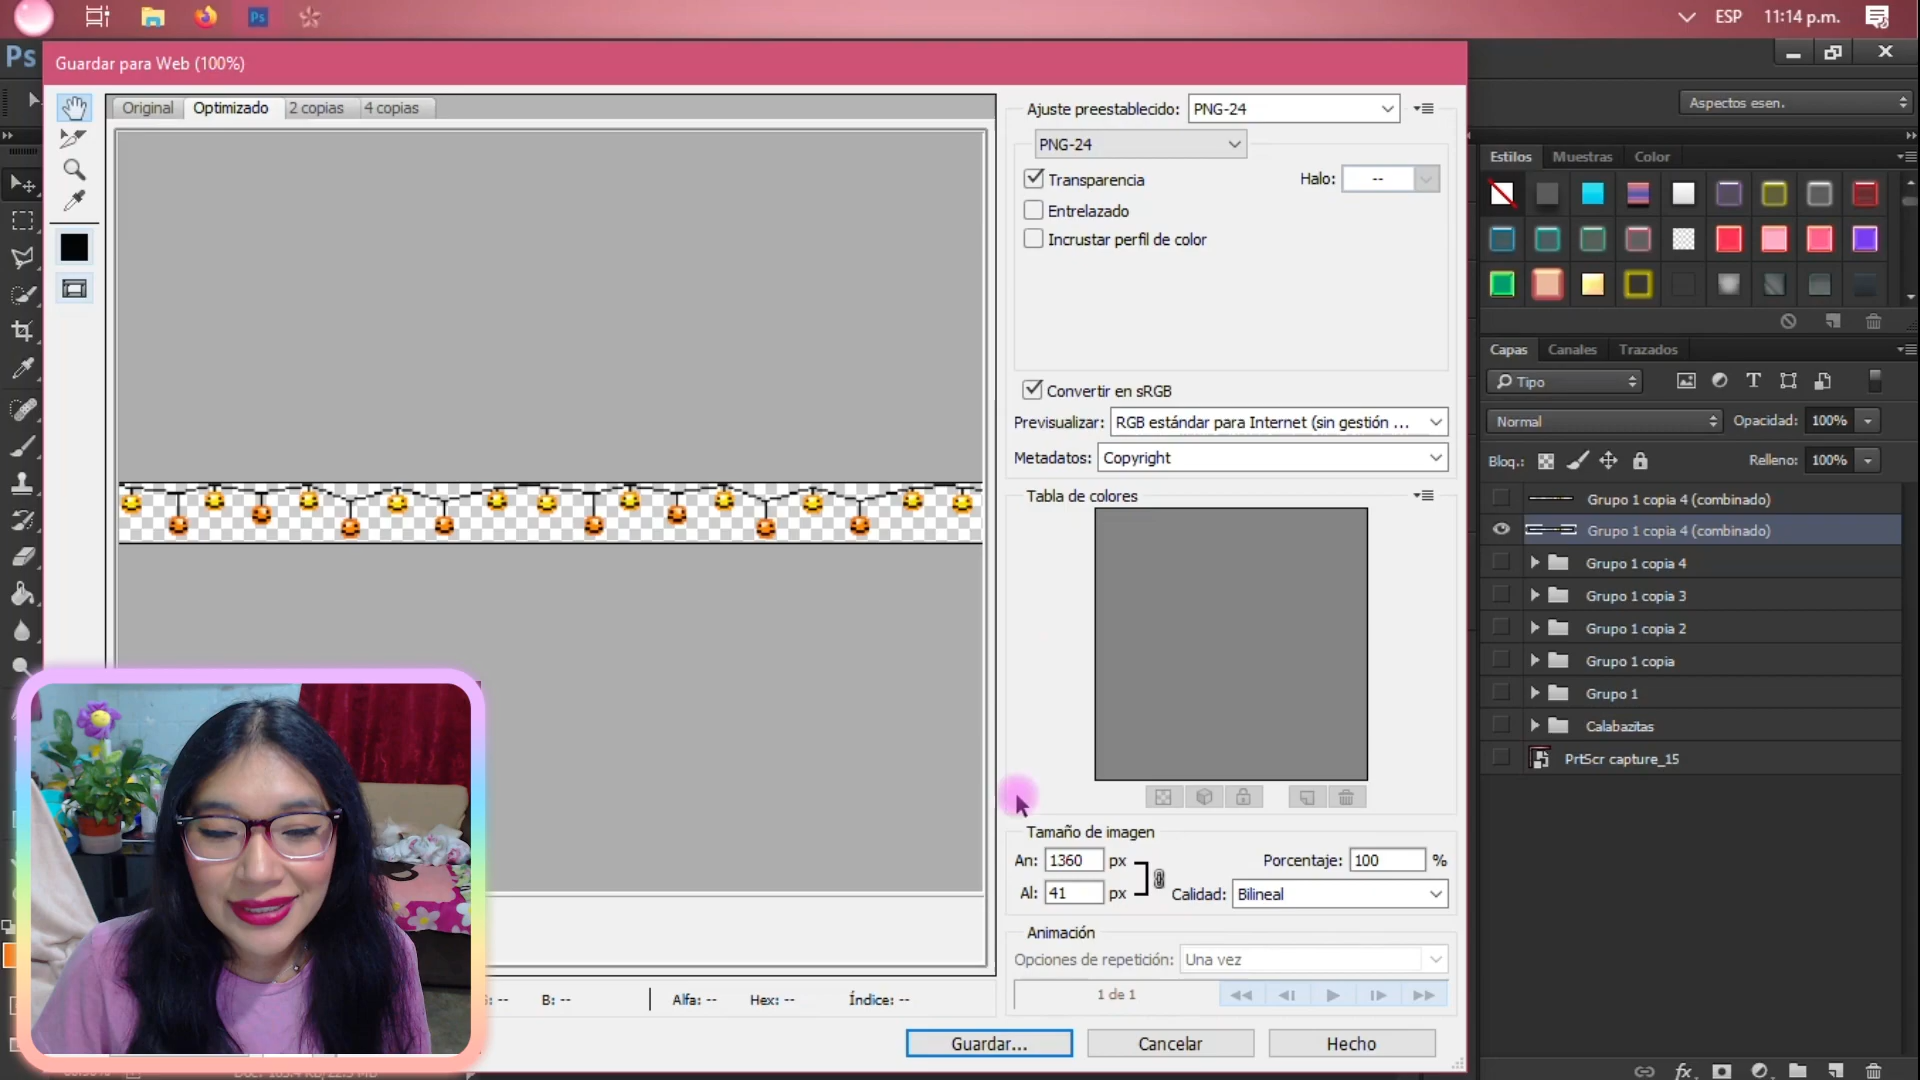 Ps
ESP
11:14 p.m.
Ps
Guardar para Web (100%)
Aspectos esen.
Original
Optimizado
2 copias
4 copias
Ajuste preestablecido:
PNG-24
PNG-24
Transparencia
Halo:
--
Entrelazado
Incrustar perfil de color
Convertir en sRGB
Previsualizar:
RGB estándar para Internet (sin gestión ...
Metadatos:
Copyright
Tabla de colores
Tamaño de imagen
An:
1360
px
Porcentaje:
100
%
Al:
41
px
Calidad:
Bilineal
Animación
Opciones de repetición:
Una vez
1 de 1
B: --
Alfa: --
Hex: --
Índice: --
Guardar...
Cancelar
Hecho
Estilos
Muestras
Color
Capas
Canales
Trazados
Tipo
Normal
Opacidad:
100%
Bloq.:
Relleno:
100%
Grupo 1 copia 4 (combinado)
Grupo 1 copia 4 (combinado)
Grupo 1 copia 4
Grupo 1 copia 3
Grupo 1 copia 2
Grupo 1 copia
Grupo 1
Calabazitas
PrtScr capture_15
fx